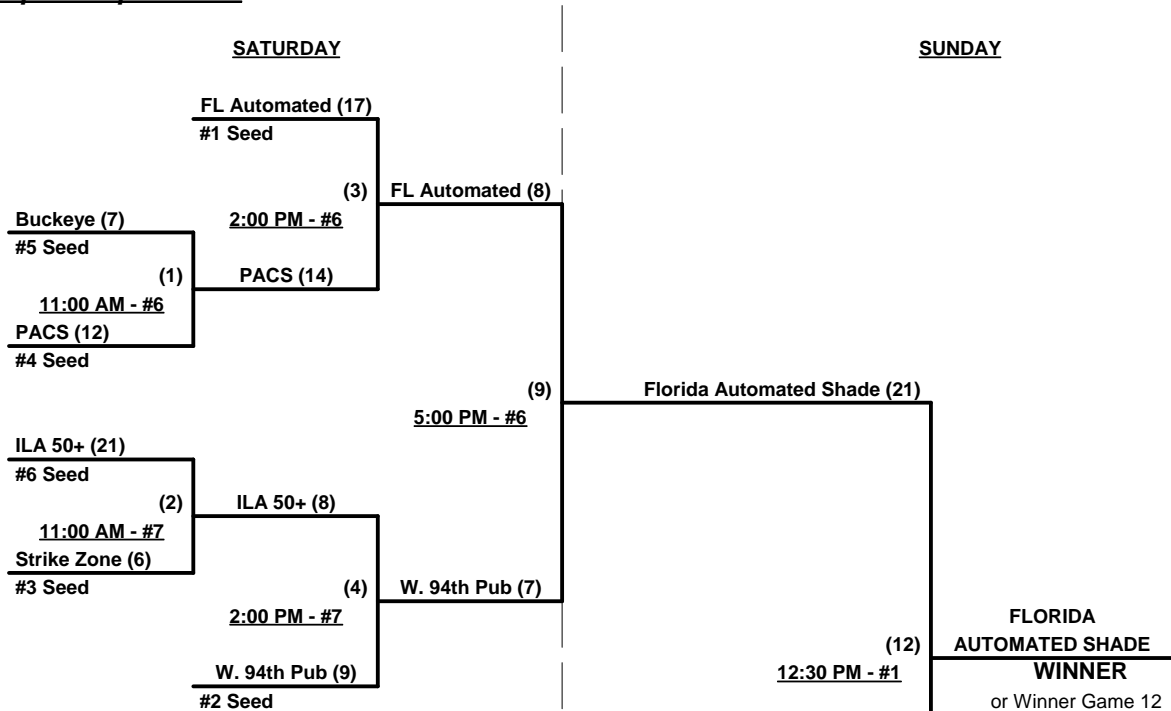 SATURDAY
SUNDAY
FL Automated (17)
#1 Seed
(3)
FL Automated (8)
2:00 PM - #6
Buckeye (7)
#5 Seed
(1)
PACS (14)
11:00 AM - #6
PACS (12)
#4 Seed
(9)
Florida Automated Shade (21)
5:00 PM - #6
ILA 50+ (21)
#6 Seed
(2)
ILA 50+ (8)
11:00 AM - #7
Strike Zone (6)
#3 Seed
(4)
W. 94th Pub (7)
2:00 PM - #7
W. 94th Pub (9)
#2 Seed
(12)
12:30 PM - #1
FLORIDA
AUTOMATED SHADE
WINNER
or Winner Game 12